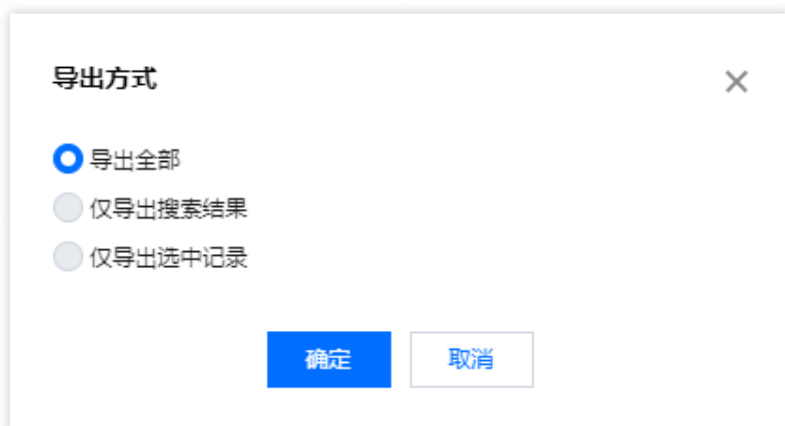 导出方式
导出全部
仅导出搜索结果
仅导出选中记录
确定 取消